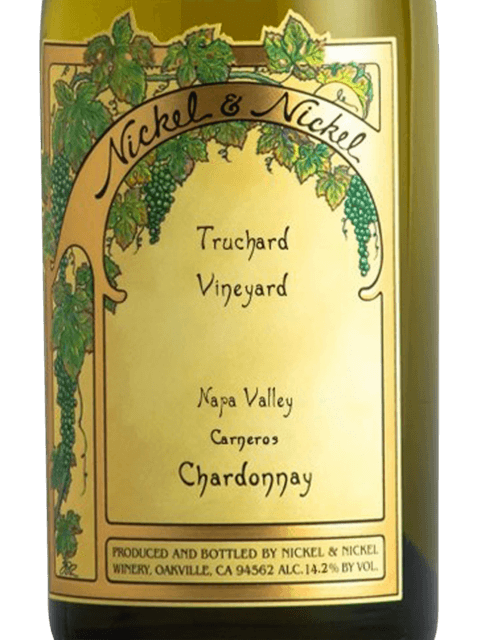 Nickel & Nickel
Truchard
Vineyard
Napa Valley
Carneros
Chardonnay
PRODUCED AND BOTTLED BY NICKEL & NICKEL
WINERY, OAKVILLE, CA 94562 ALC. 14.2% BY VOL.